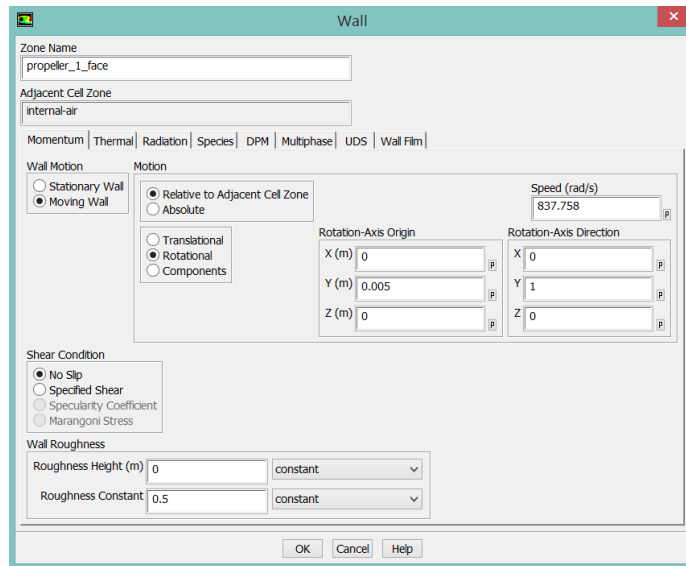 Wall
Zone Name
propeller_1_face
Adjacent Cell Zone
internal-air
Momentum Thermal Radiation Species DPM Multiphase UDS Wall Film
Wall Motion Motion
Stationary Wall
Moving Wall
Relative to Adjacent Cell Zone
Absolute
Speed (rad/s)
837.758 P
Translational
Rotational
Components
Rotation-Axis Origin
X (m) 0 P
Y (m) 0.005 P
Z (m) 0 P
Rotation-Axis Direction
X 0 P
Y 1 P
Z 0 P
Shear Condition
No Slip
Specified Shear
Specularity Coefficient
Marangoni Stress
Wall Roughness
Roughness Height (m) 0 constant
Roughness Constant 0.5 constant
OK Cancel Help